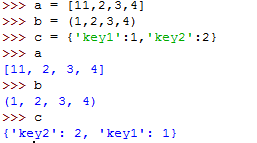 >>> a = [11,2,3,4]
>>> b = (1,2,3,4)
>>> c = {'key1':1,'key2':2}
>>> a
[11, 2, 3, 4]
>>> b
(1, 2, 3, 4)
>>> c
{'key2': 2, 'key1': 1}